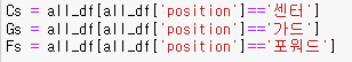 Cs = all_df[all_df['position']=='센터']
Gs = all_df[all_df['position']=='가드']
Fs = all_df[all_df['position']=='포워드']